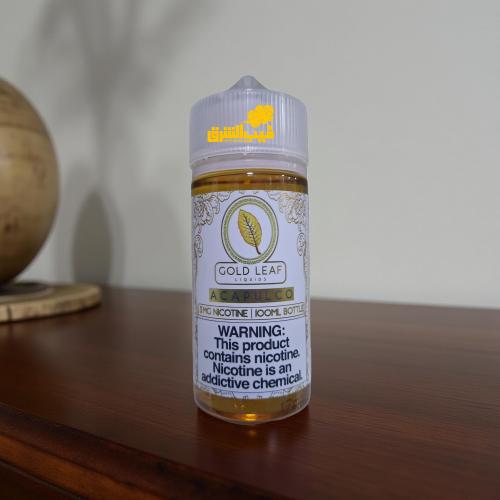 طيب الشرق
GOLD LEAF
LIQUIDS
ACAPULCO
3MG NICOTINE | 100ML BOTTLE
WARNING:
This product
contains nicotine.
Nicotine is an
addictive chemical.